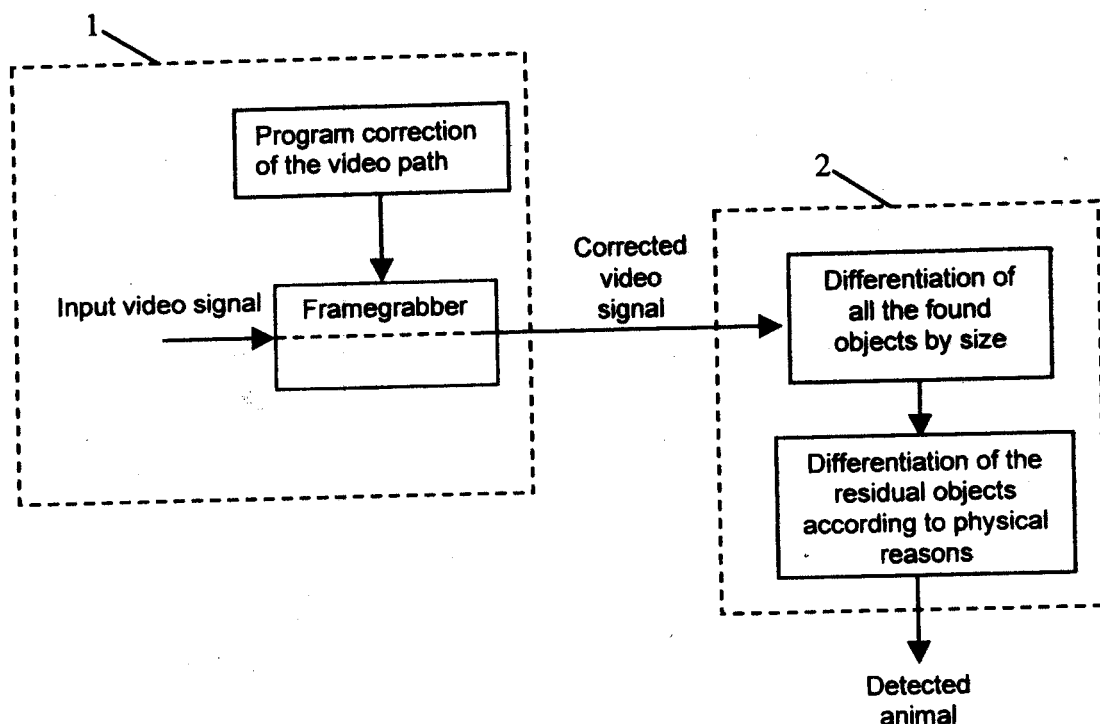 1
Program correction
of the video path
2
Corrected
video
signal
Input video signal
Framegrabber
Differentiation of
all the found
objects by size
Differentiation of the
residual objects
according to physical
reasons
Detected
animal